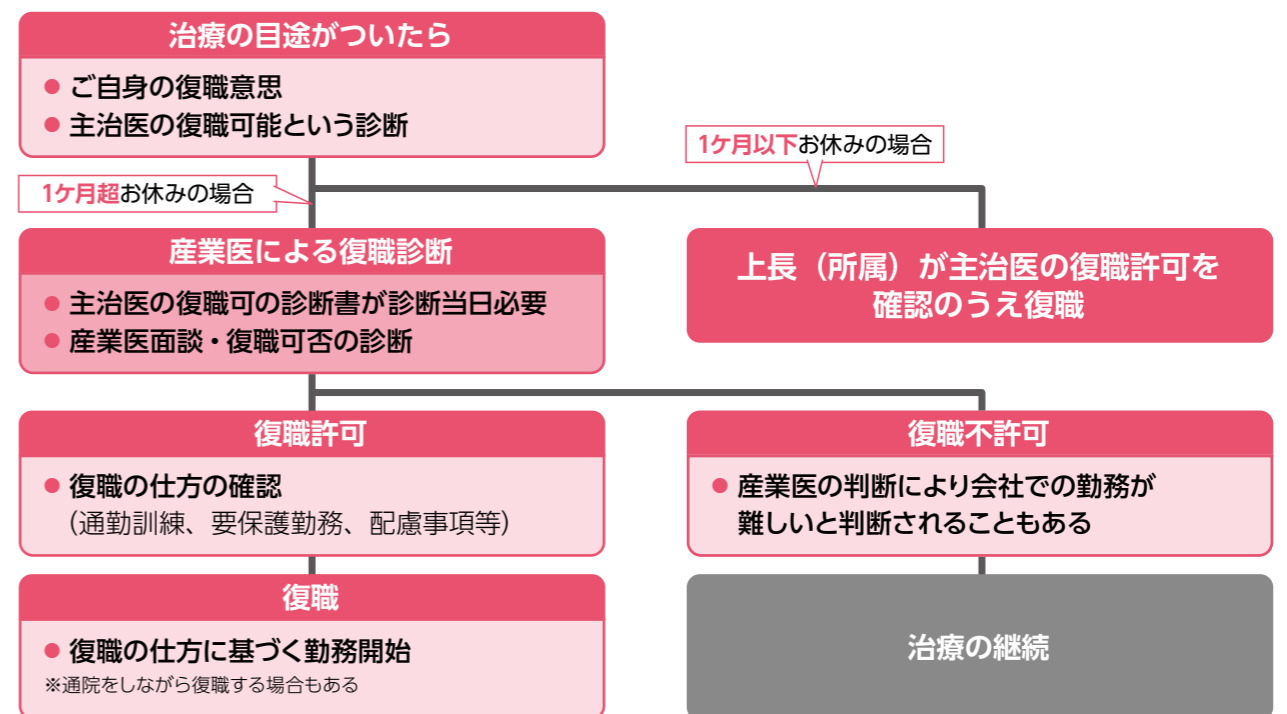 治療の目途がついたら
● ご自身の復職意思
● 主治医の復職可能という診断
1ケ月超お休みの場合
1ケ月以下お休みの場合
産業医による復職診断
● 主治医の復職可の診断書が診断当日必要
● 産業医面談・復職可否の診断
上長（所属）が主治医の復職許可を
確認のうえ復職
復職許可
● 復職の仕方の確認
（通勤訓練、要保護勤務、配慮事項等）
復職不許可
● 産業医の判断により会社での勤務が
難しいと判断されることもある
復職
● 復職の仕方に基づく勤務開始
※通院をしながら復職する場合もある
治療の継続